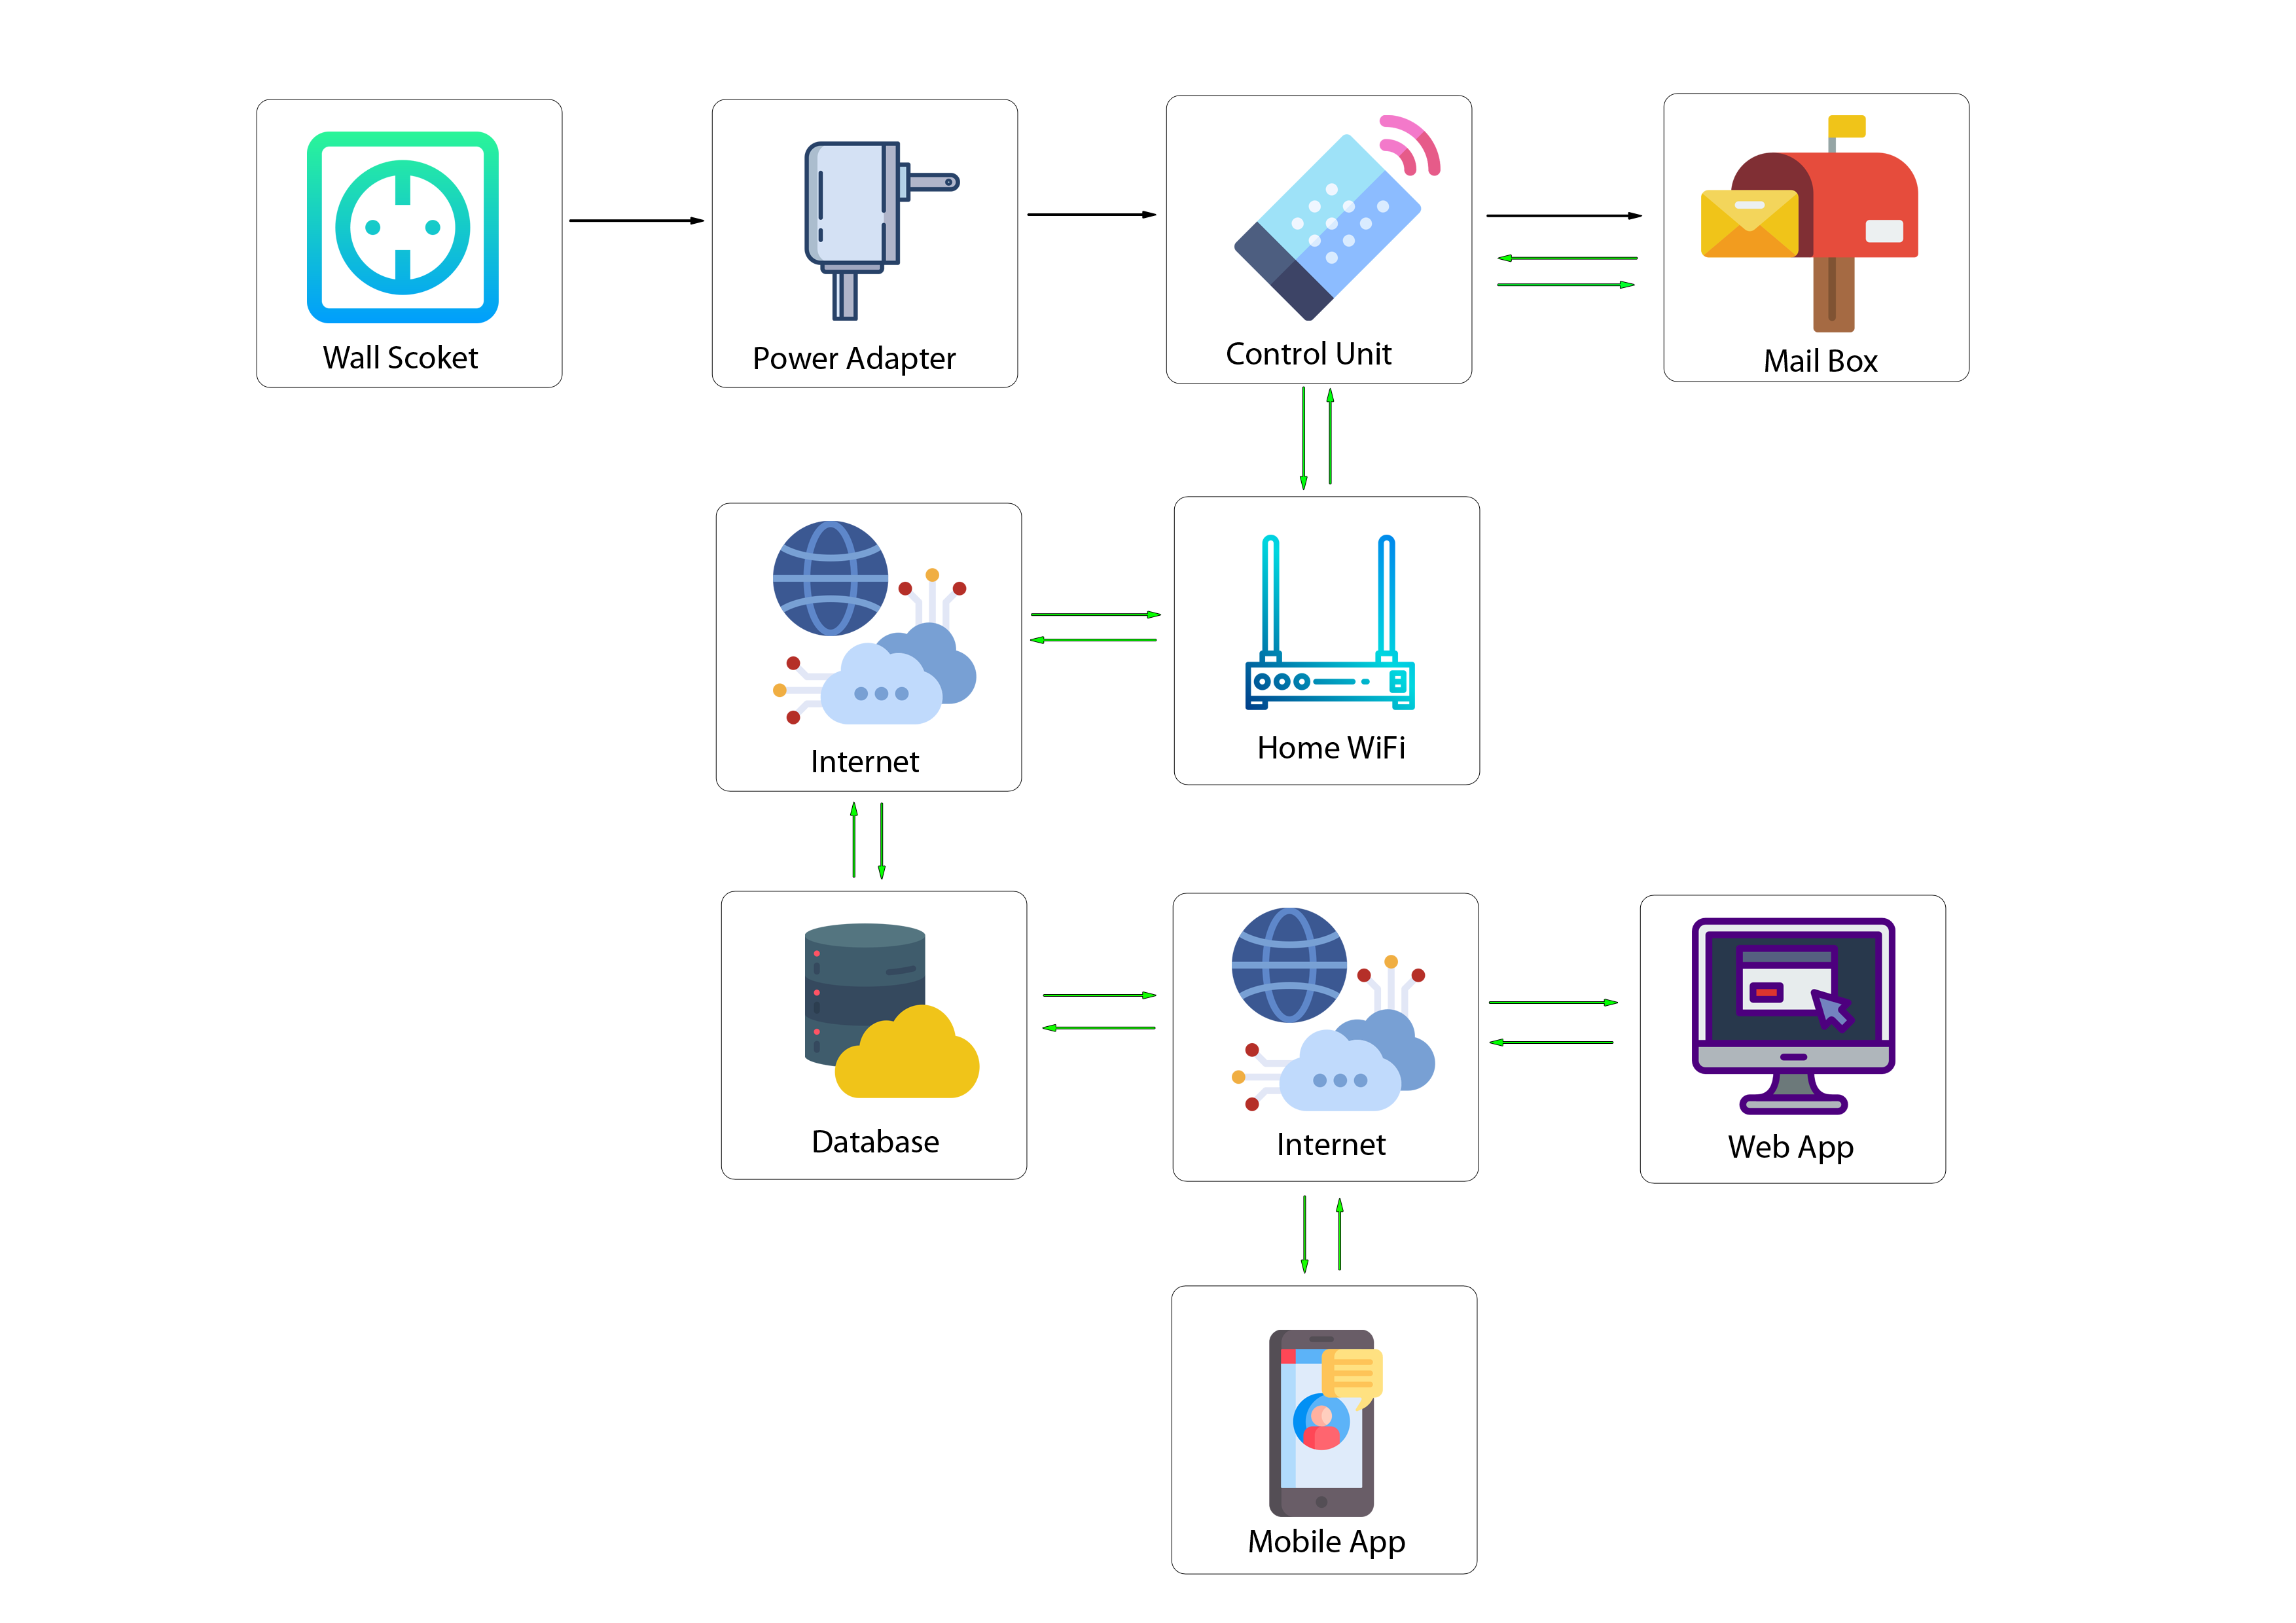 Wall Scoket
Power Adapter
Control Unit
Mail Box
Internet
Home WiFi
Database
Internet
Web App
Mobile App